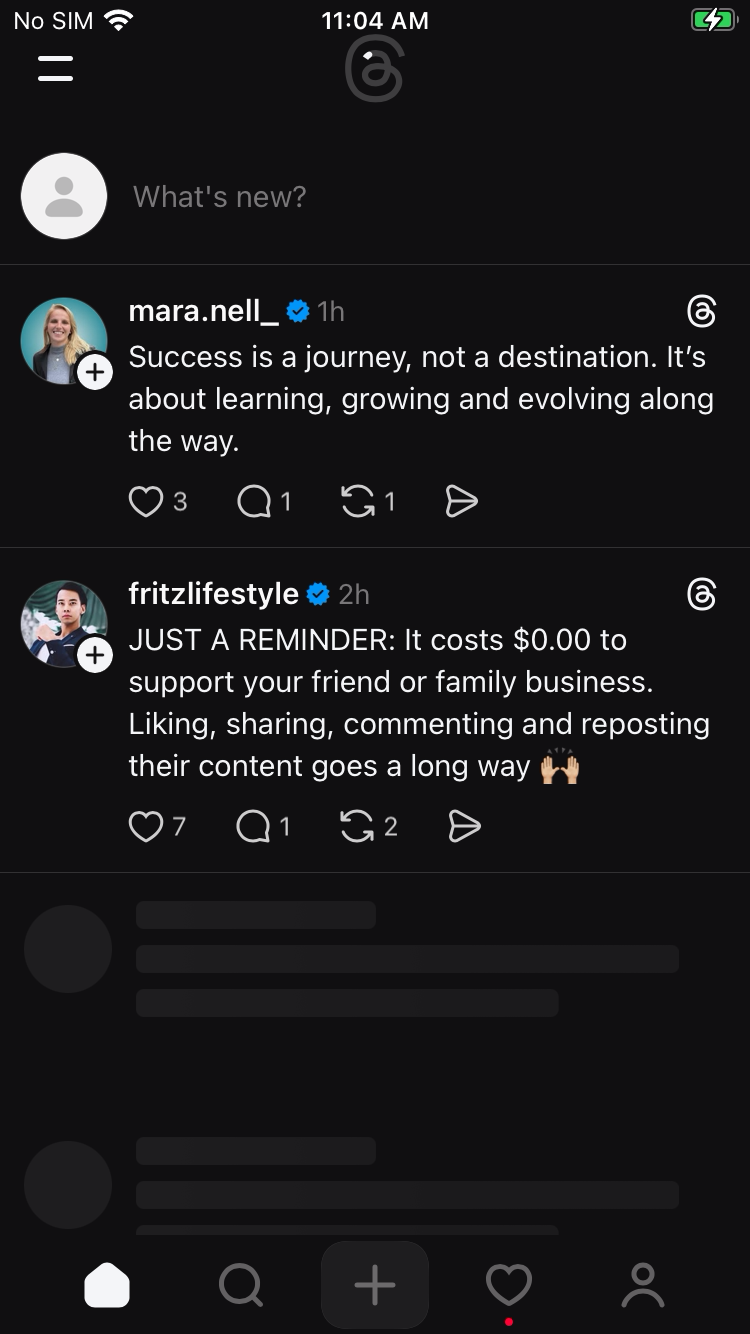 No SIM 11:04 AM
What's new?
mara.nell_ 1h
Success is a journey, not a destination. It’s
about learning, growing and evolving along
the way.
3 1 1
fritzlifestyle 2h
JUST A REMINDER: It costs $0.00 to
support your friend or family business.
Liking, sharing, commenting and reposting
their content goes a long way 🙌🏼
7 1 2